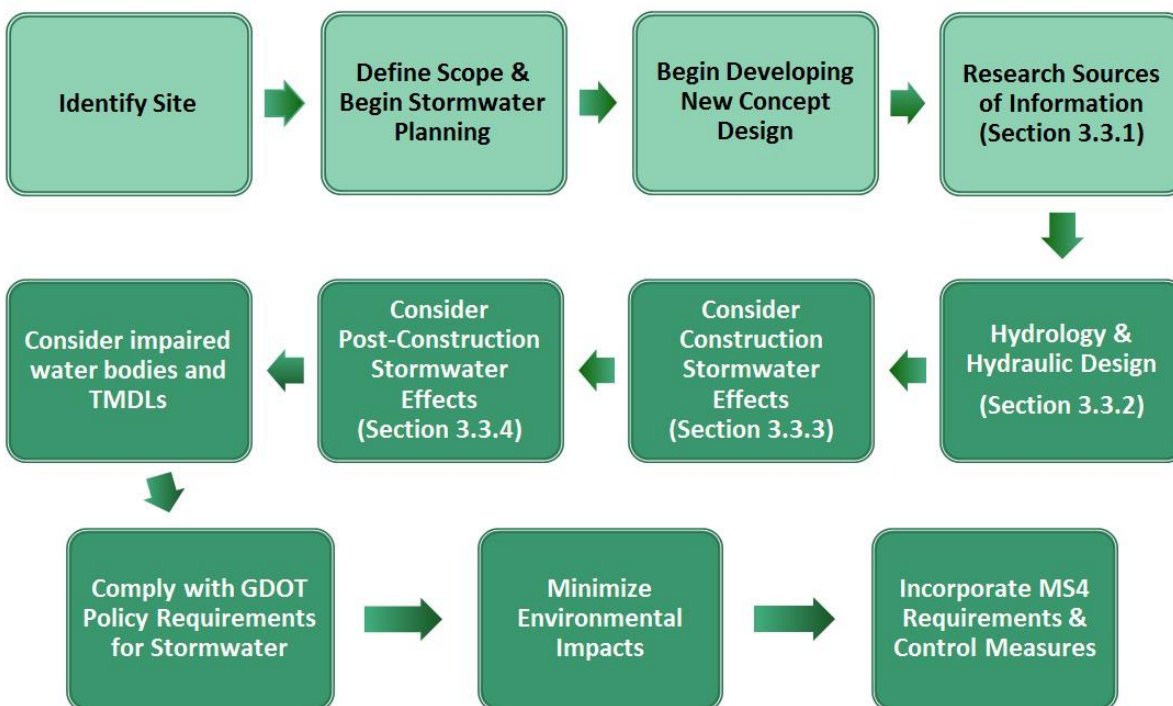 Identify Site
Define Scope &
Begin Stormwater
Planning
Begin Developing
New Concept
Design
Research Sources
of Information
(Section 3.3.1)
Hydrology &
Hydraulic Design
(Section 3.3.2)
Consider
Construction
Stormwater
Effects
(Section 3.3.3)
Consider
Post-Construction
Stormwater
Effects
(Section 3.3.4)
Consider impaired
water bodies and
TMDLs
Comply with GDOT
Policy Requirements
for Stormwater
Minimize
Environmental
Impacts
Incorporate MS4
Requirements &
Control Measures